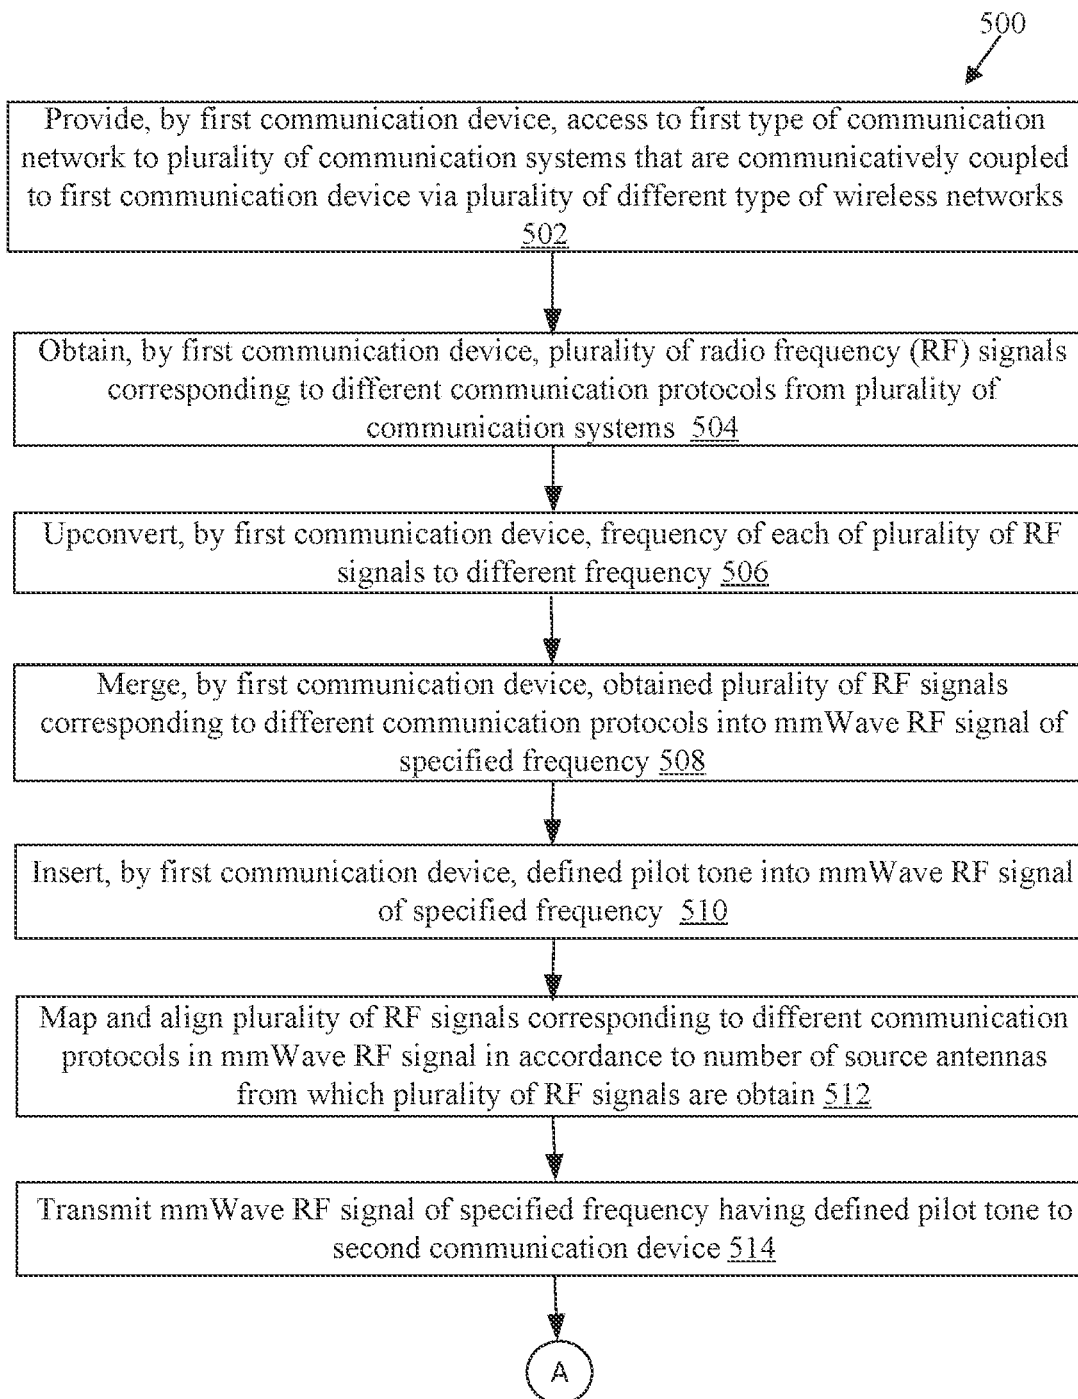 500
Provide, by first communication device, access to first type of communication
network to plurality of communication systems that are communicatively coupled
to first communication device via plurality of different type of wireless networks
502
Obtain, by first communication device, plurality of radio frequency (RF) signals
corresponding to different communication protocols from plurality of
communication systems 504
Upconvert, by first communication device, frequency of each of plurality of RF
signals to different frequency 506
Merge, by first communication device, obtained plurality of RF signals
corresponding to different communication protocols into mmWave RF signal of
specified frequency 508
Insert, by first communication device, defined pilot tone into mmWave RF signal
of specified frequency 510
Map and align plurality of RF signals corresponding to different communication
protocols in mmWave RF signal in accordance to number of source antennas
from which plurality of RF signals are obtain 512
Transmit mmWave RF signal of specified frequency having defined pilot tone to
second communication device 514
A